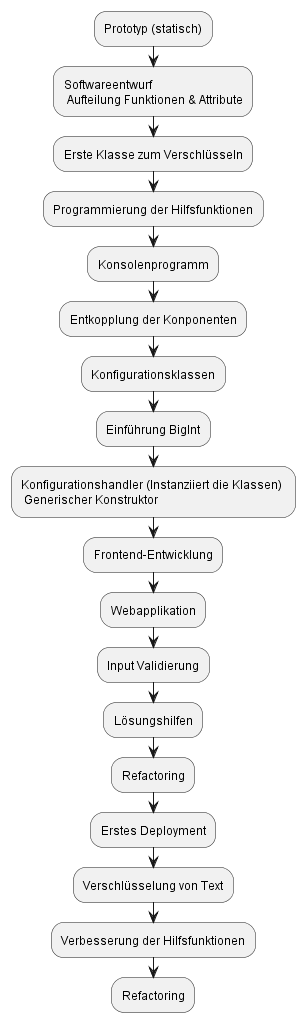 Prototyp (statisch)
Softwareentwurf
Aufteilung Funktionen & Attribute
Erste Klasse zum Verschlüsseln
Programmierung der Hilfsfunktionen
Konsolenprogramm
Entkopplung der Konponenten
Konfigurationsklassen
Einführung BigInt
Konfigurationshandler (Instanziiert die Klassen)
Generischer Konstruktor
Frontend-Entwicklung
Webapplikation
Input Validierung
Lösungshilfen
Refactoring
Erstes Deployment
Verschlüsselung von Text
Verbesserung der Hilfsfunktionen
Refactoring